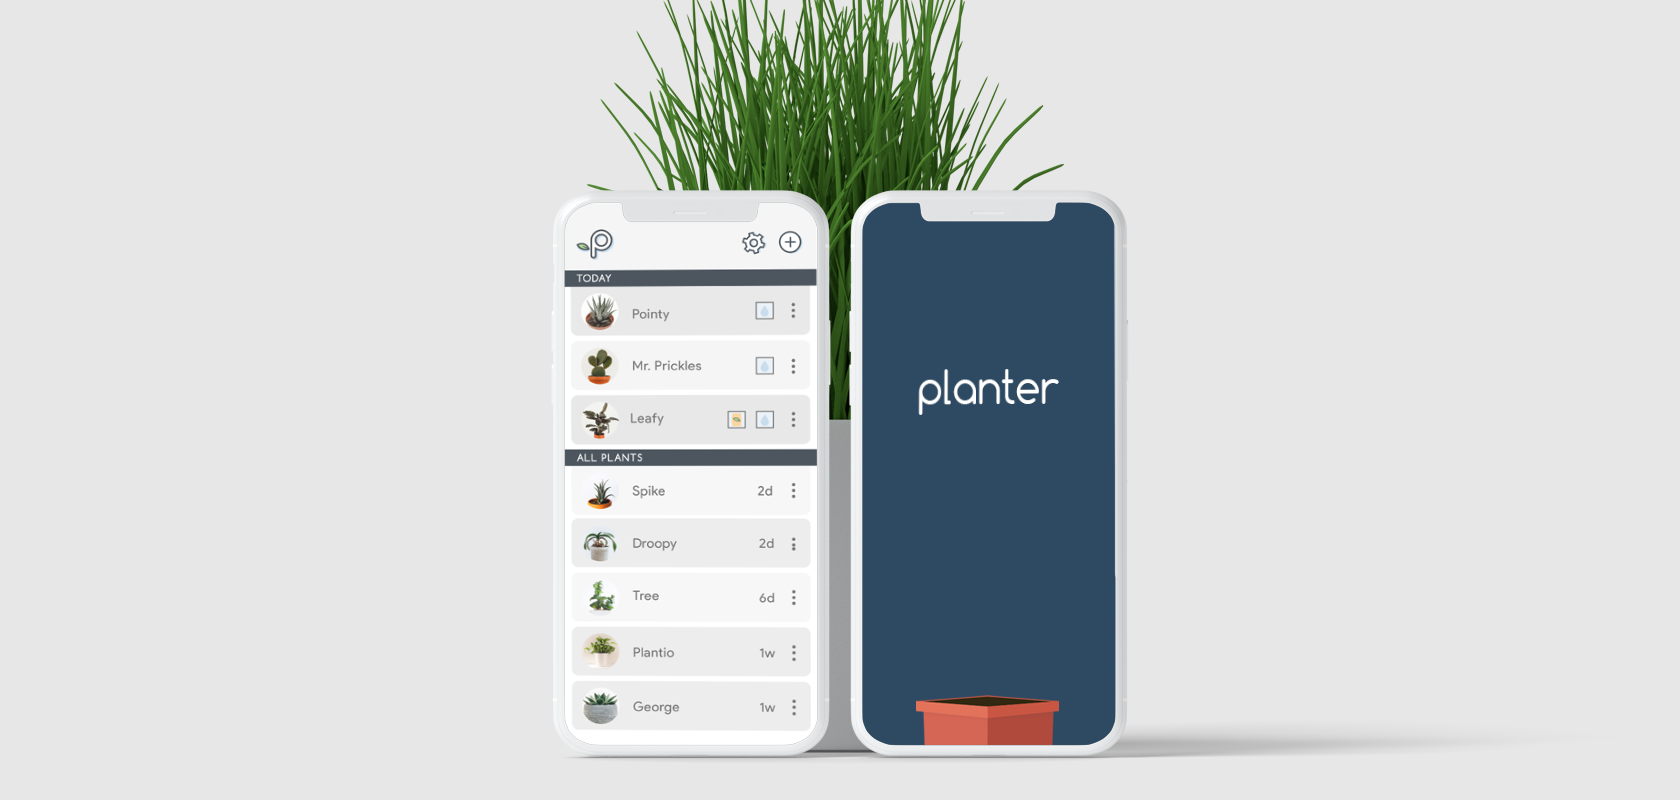 TODAY
Pointy
Mr. Prickles
Leafy
ALL PLANTS
Spike 2d
Droopy 2d
Tree 6d
Plantio 1w
George 1w
planter